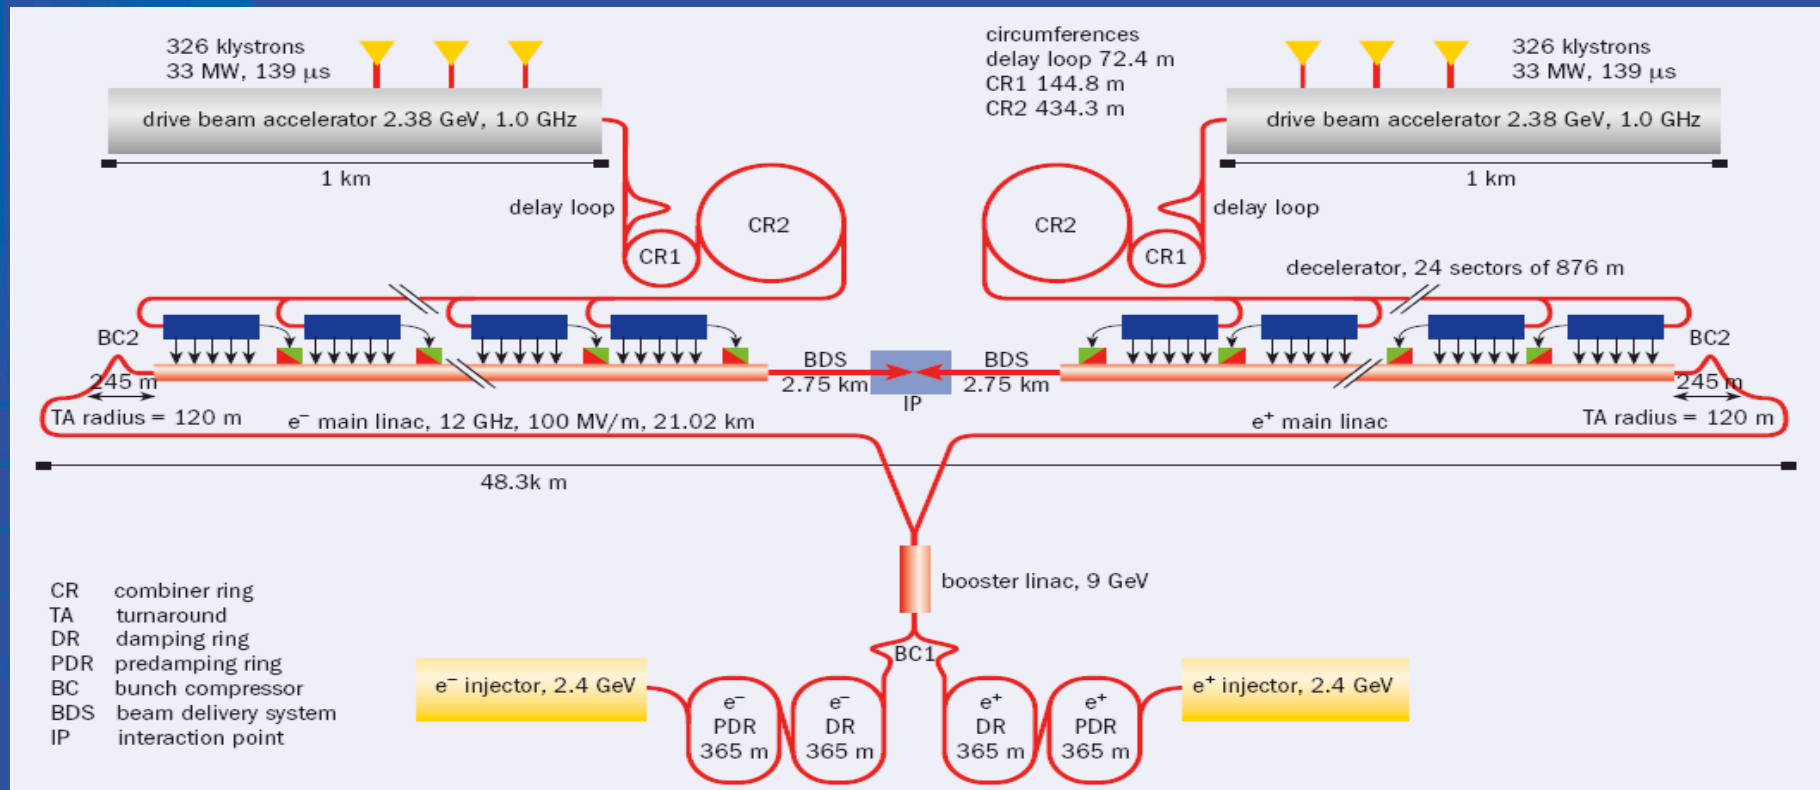 326 klystrons
33 MW, 139 μs
circumferences
delay loop 72.4 m
CR1 144.8 m
CR2 434.3 m
326 klystrons
33 MW, 139 μs
drive beam accelerator 2.38 GeV, 1.0 GHz
drive beam accelerator 2.38 GeV, 1.0 GHz
1 km
1 km
delay loop
CR2
CR1
CR2
CR1
delay loop
decelerator, 24 sectors of 876 m
BC2
BC2
BDS
2.75 km
IP
BDS
2.75 km
245 m
245 m
TA radius = 120 m
e⁻ main linac, 12 GHz, 100 MV/m, 21.02 km
e⁺ main linac
TA radius = 120 m
48.3k m
booster linac, 9 GeV
CR combiner ring
TA turnaround
DR damping ring
PDR predamping ring
BC bunch compressor
BDS beam delivery system
IP interaction point
BC1
e⁻ injector, 2.4 GeV
e⁻
PDR
365 m
e⁻
DR
365 m
e⁺
DR
365 m
e⁺
PDR
365 m
e⁺ injector, 2.4 GeV